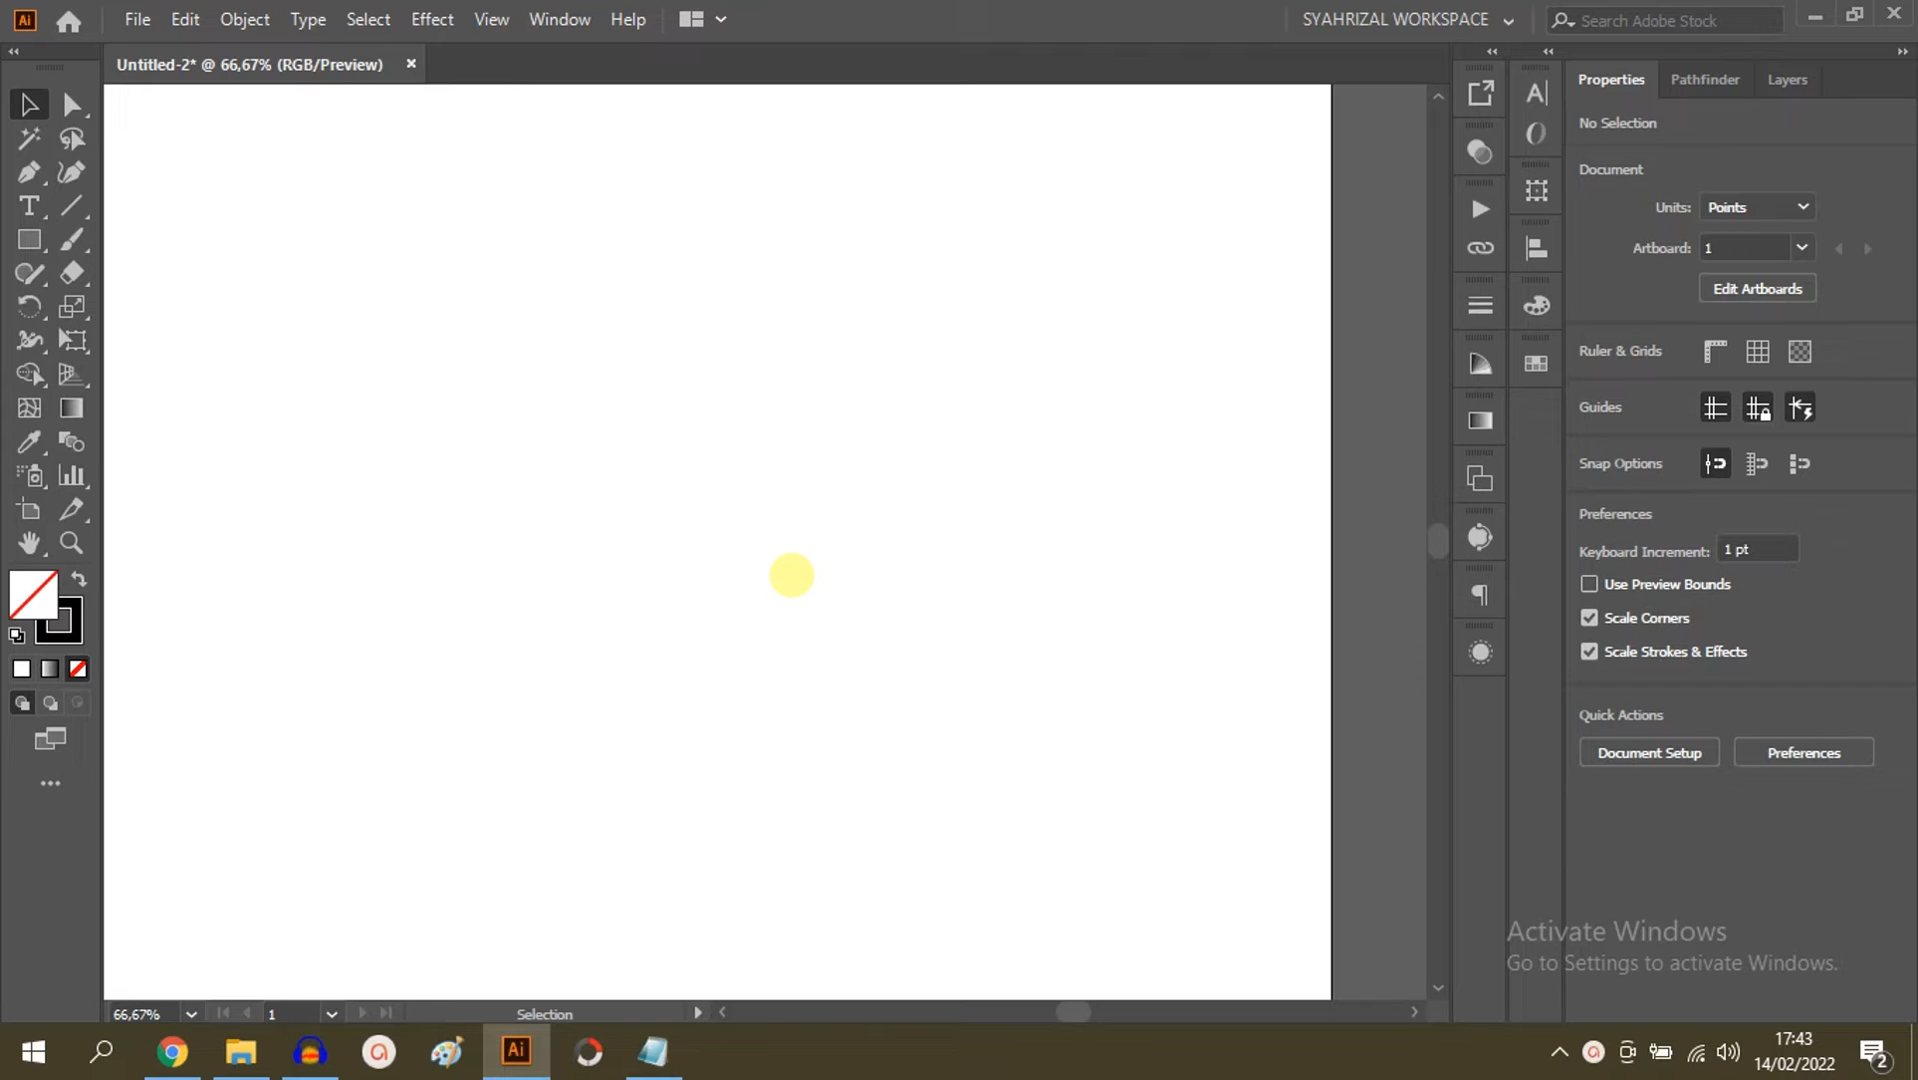 Ai File Edit Object Type Select Effect View Window Help SYAHRIZAL WORKSPACE Search Adobe Stock
Untitled-2* @ 66,67% (RGB/Preview)
Properties Pathfinder Layers
No Selection
Document
Units: Points
Artboard: 1
Edit Artboards
Ruler & Grids
Guides
Snap Options
Preferences
Keyboard Increment: 1 pt
Use Preview Bounds
Scale Corners
Scale Strokes & Effects
Quick Actions
Document Setup Preferences
Activate Windows
Go to Settings to activate Windows.
66,67% 1 Selection
Ai
17:43
14/02/2022
2